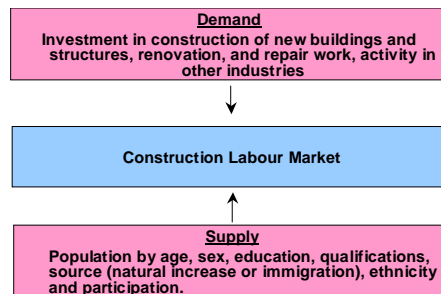 Demand
Investment in construction of new buildings and
structures, renovation, and repair work, activity in
other industries
Construction Labour Market
Supply
Population by age, sex, education, qualifications,
source (natural increase or immigration), ethnicity
and participation.